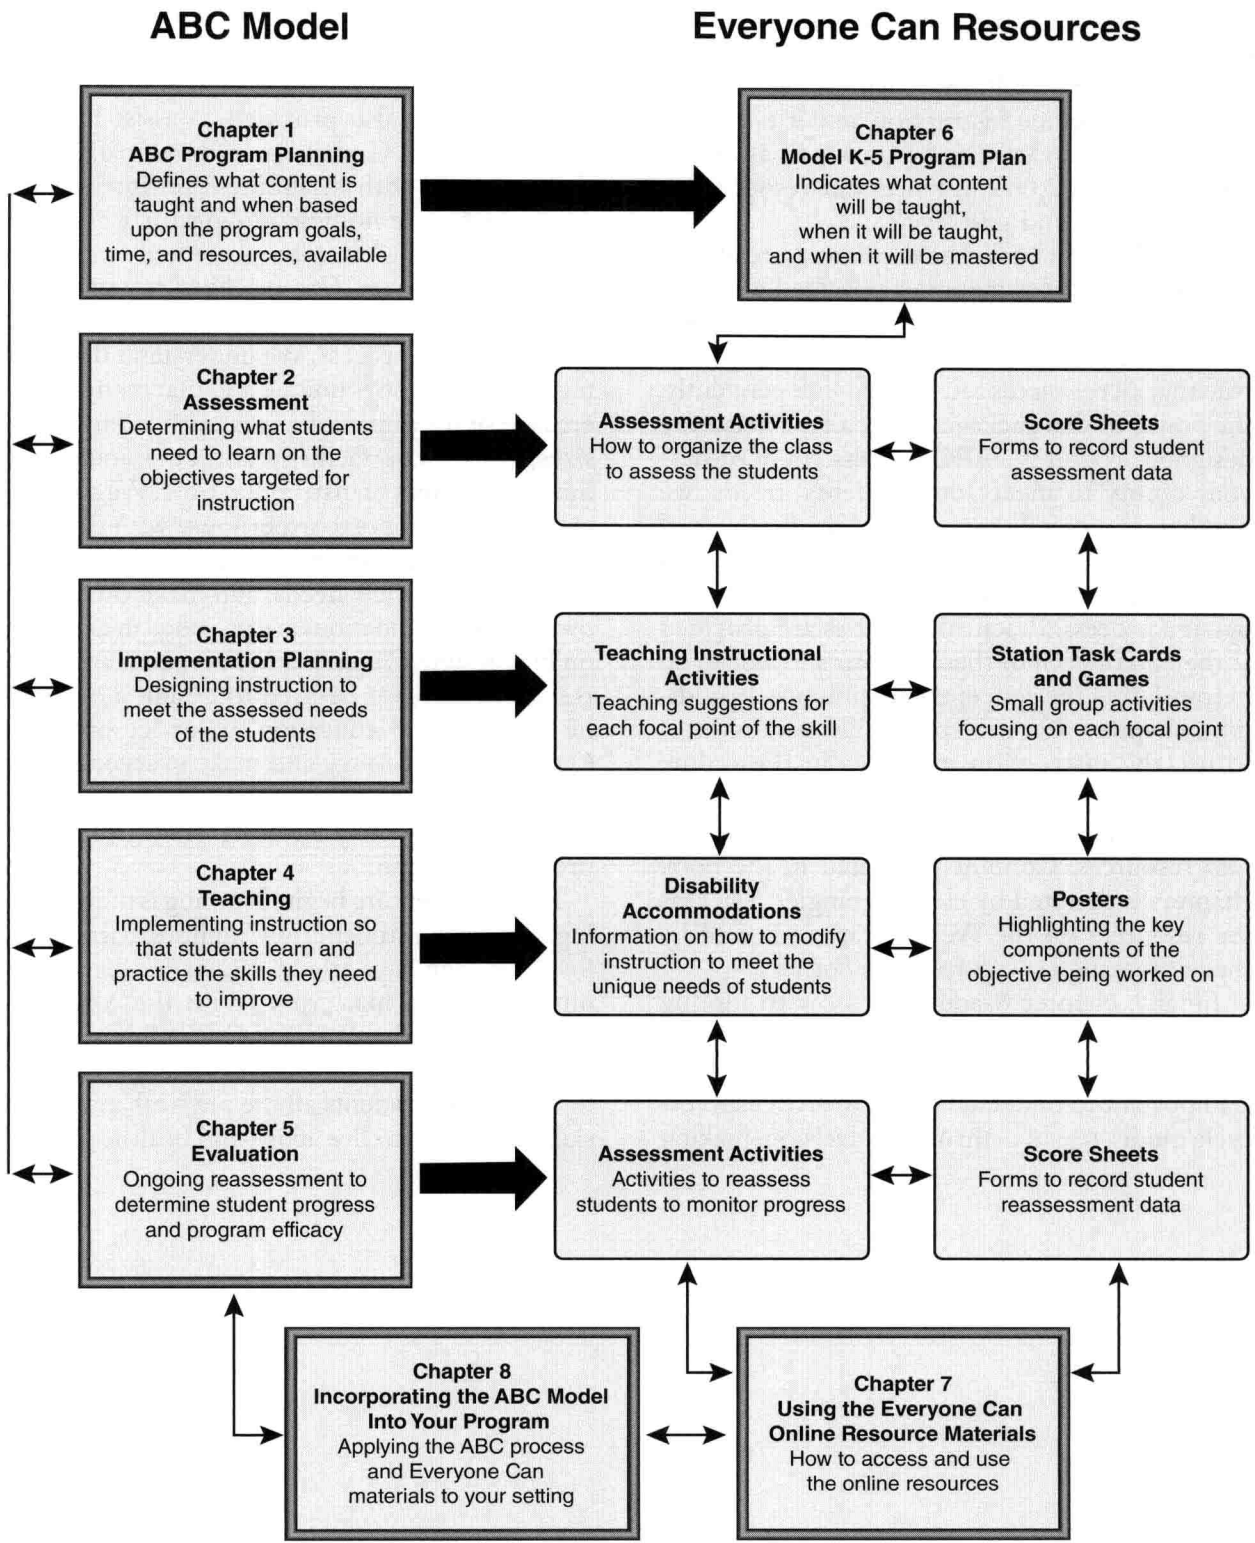 ABC Model
Everyone Can Resources
Chapter 1
ABC Program Planning
Defines what content is
taught and when based
upon the program goals,
time, and resources, available
Chapter 6
Model K-5 Program Plan
Indicates what content
will be taught,
when it will be taught,
and when it will be mastered
Chapter 2
Assessment
Determining what students
need to learn on the
objectives targeted for
instruction
Assessment Activities
How to organize the class
to assess the students
Score Sheets
Forms to record student
assessment data
Chapter 3
Implementation Planning
Designing instruction to
meet the assessed needs
of the students
Teaching Instructional
Activities
Teaching suggestions for
each focal point of the skill
Station Task Cards
and Games
Small group activities
focusing on each focal point
Chapter 4
Teaching
Implementing instruction so
that students learn and
practice the skills they need
to improve
Disability
Accommodations
Information on how to modify
instruction to meet the
unique needs of students
Posters
Highlighting the key
components of the
objective being worked on
Chapter 5
Evaluation
Ongoing reassessment to
determine student progress
and program efficacy
Assessment Activities
Activities to reassess
students to monitor progress
Score Sheets
Forms to record student
reassessment data
Chapter 8
Incorporating the ABC Model
Into Your Program
Applying the ABC process
and Everyone Can
materials to your setting
Chapter 7
Using the Everyone Can
Online Resource Materials
How to access and use
the online resources